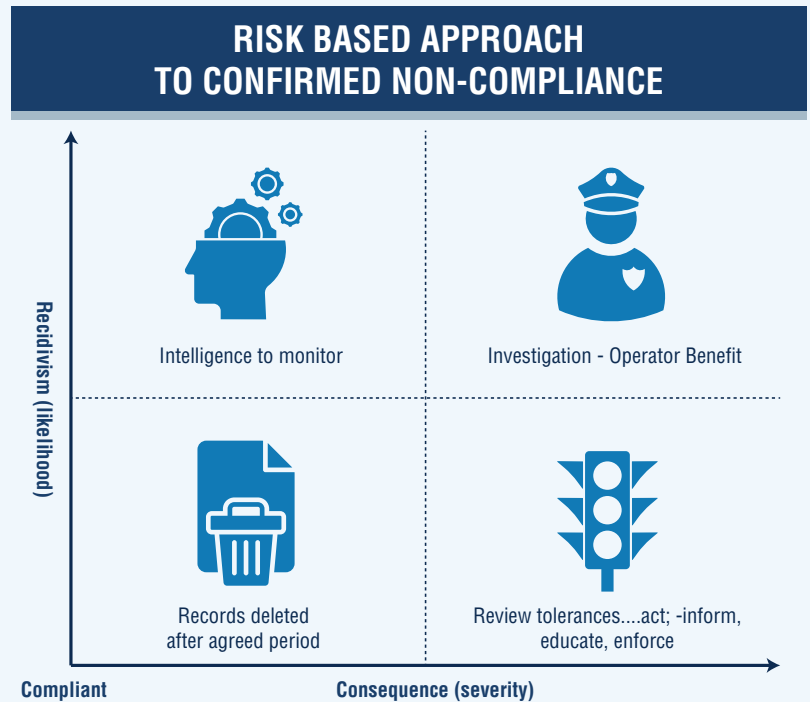 RISK BASED APPROACH
TO CONFIRMED NON-COMPLIANCE
Intelligence to monitor
Investigation - Operator Benefit
Recidivism (likelihood)
Records deleted
after agreed period
Review tolerances....act; -inform,
educate, enforce
Compliant
Consequence (severity)